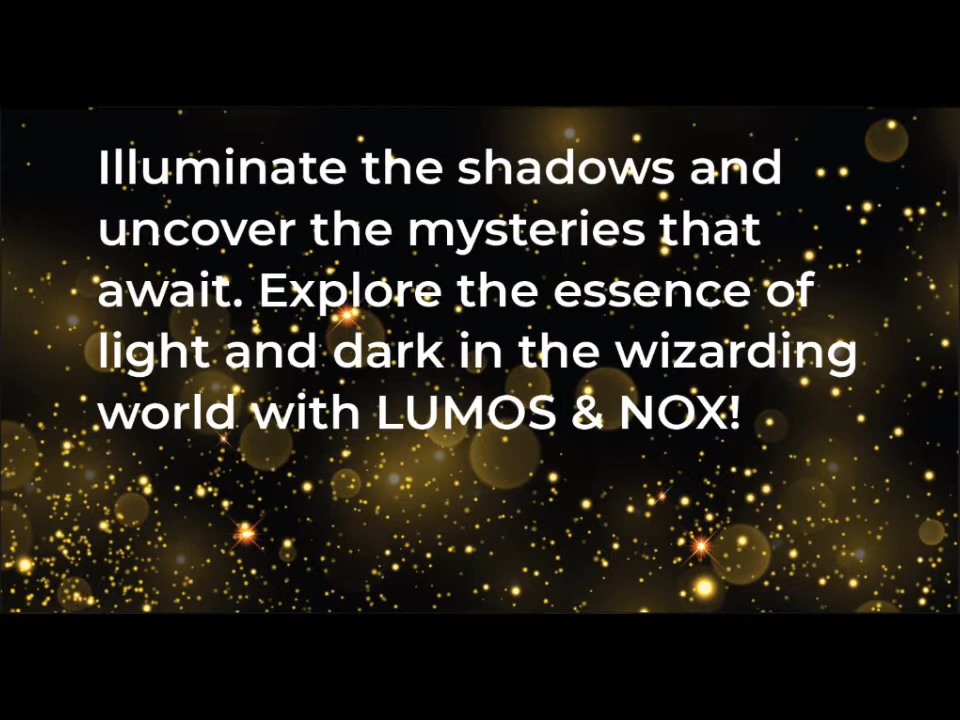 Illuminate the shadows and
uncover the mysteries that
await. Explore the essence of
light and dark in the wizarding
world with LUMOS & NOX!